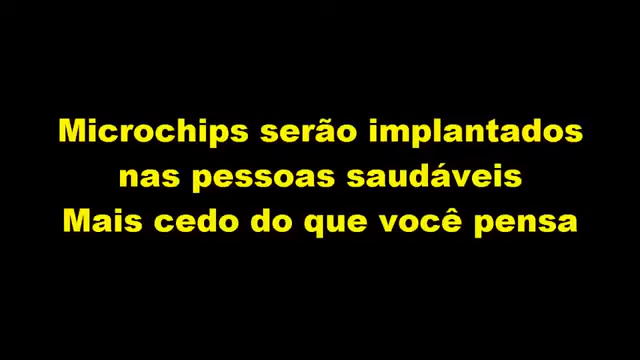 Microchips serão implantados
nas pessoas saudáveis
Mais cedo do que você pensa